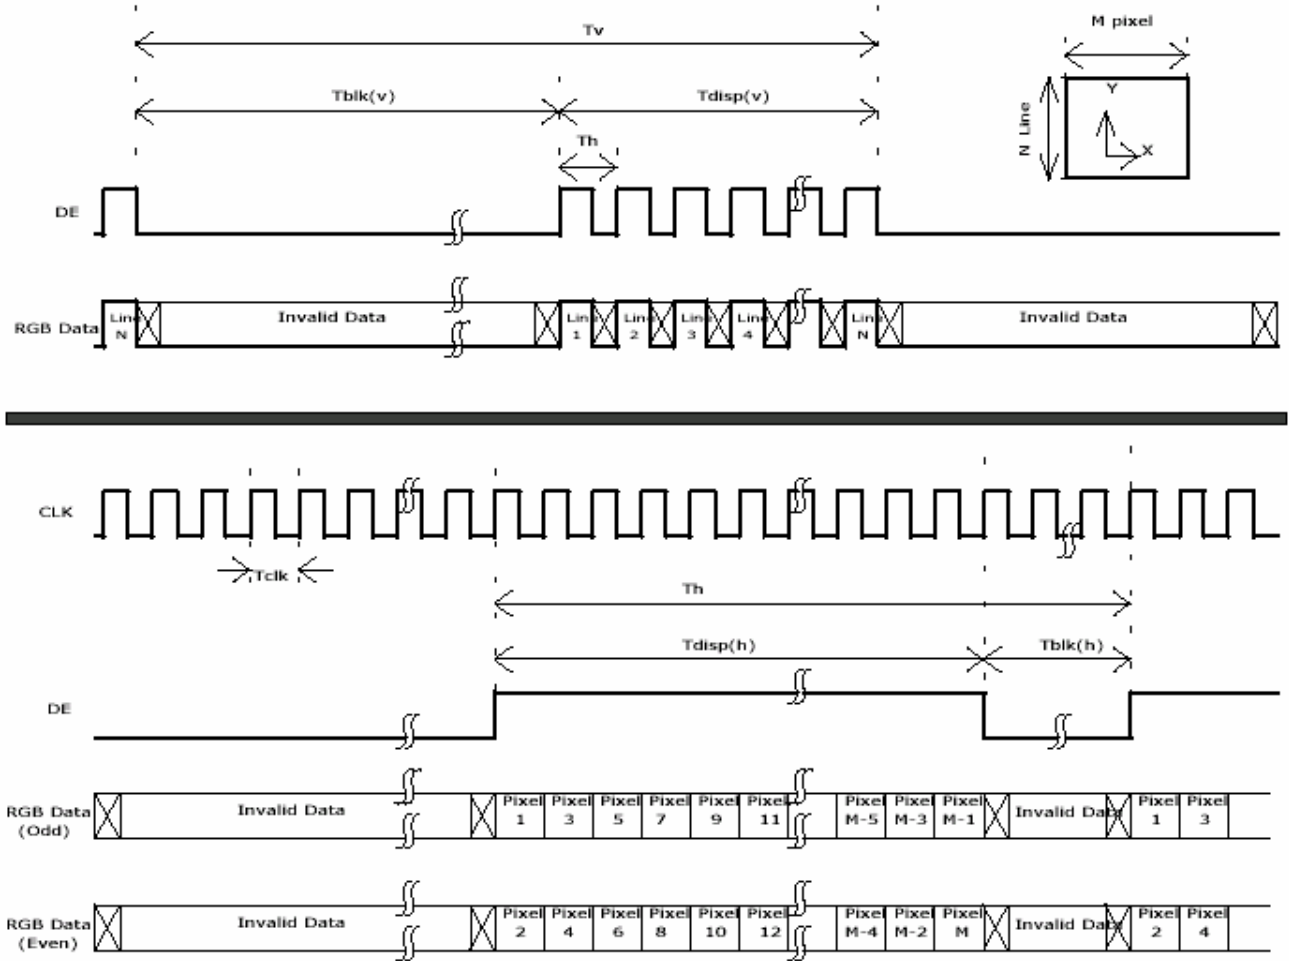 Tv
M pixel
Tblk(v)
Tdisp(v)
Y
N Line
Th
X
DE
RGB Data
Line
N
Invalid Data
Lin
1
Line
2
Line
3
Lin
4
Lin
N
Invalid Data
CLK
Tclk
Th
Tdisp(h)
Tblk(h)
DE
RGB Data
(Odd)
Invalid Data
Pixel
1
Pixel
3
Pixel
5
Pixel
7
Pixel
9
Pixel
11
Pixel
M-5
Pixel
M-3
Pixel
M-1
Invalid Data
Pixel
1
Pixel
3
RGB Data
(Even)
Invalid Data
Pixel
2
Pixel
4
Pixel
6
Pixel
8
Pixel
10
Pixel
12
Pixel
M-4
Pixel
M-2
Pixel
M
Invalid Data
Pixel
2
Pixel
4